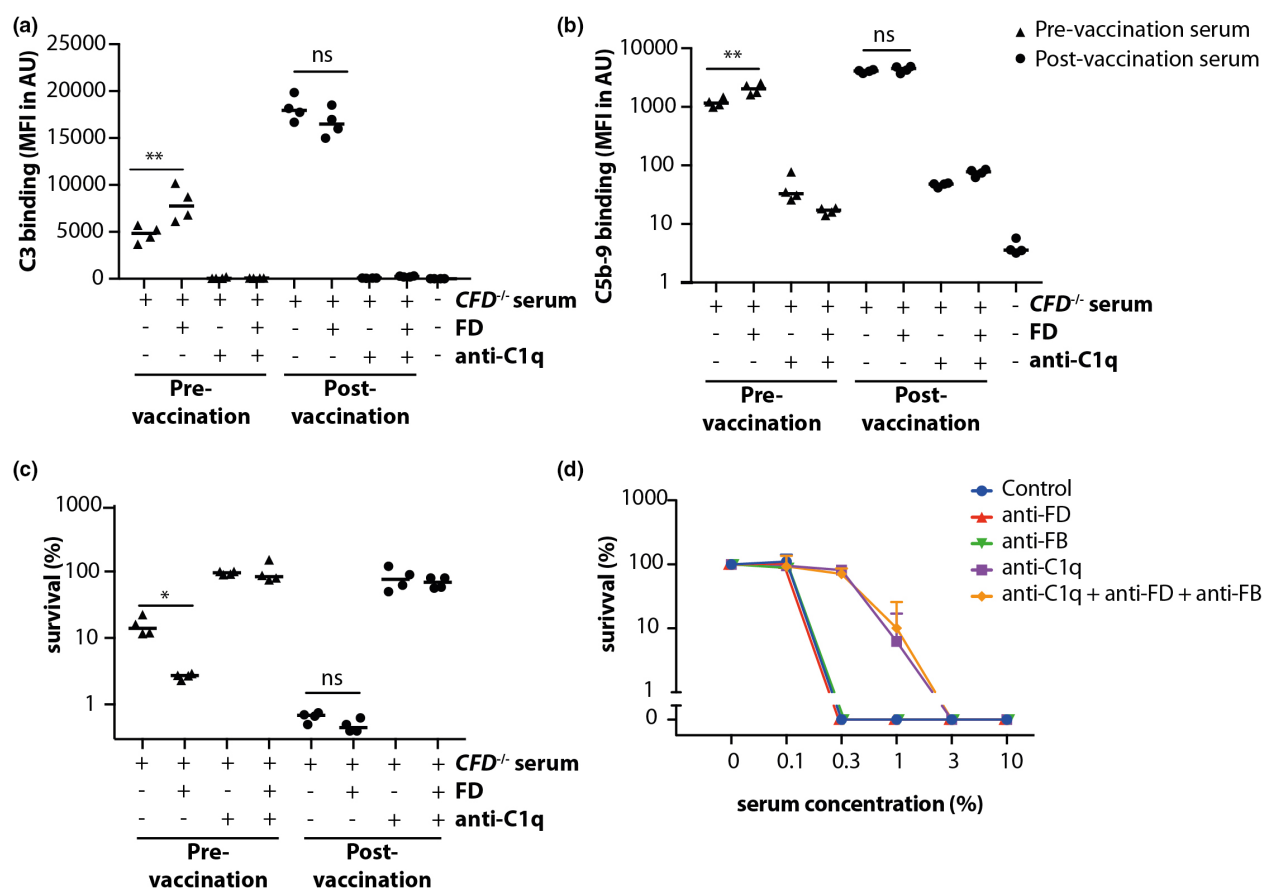 (a)
25000
20000
15000
10000
5000
0
C3 binding (MFI in AU)
**
ns
+ + + + + + + + - CFD-/- serum
- + - + - + - + - FD
- - + + - - + + - anti-C1q
Pre-
vaccination
Post-
vaccination
(b)
10000
1000
100
10
1
C5b-9 binding (MFI in AU)
**
ns
▲ Pre-vaccination serum
● Post-vaccination serum
+ + + + + + + + - CFD-/- serum
- + - + - + - + - FD
- - + + - - + + - anti-C1q
Pre-
vaccination
Post-
vaccination
(c)
1000
100
10
1
survival (%)
*
ns
+ + + + + + + + CFD-/- serum
- + - + - + - + FD
- - + + - - + + anti-C1q
Pre-
vaccination
Post-
vaccination
(d)
1000
100
10
1
0
surivval (%)
Control
anti-FD
anti-FB
anti-C1q
anti-C1q + anti-FD + anti-FB
0 0.1 0.3 1 3 10
serum concentration (%)